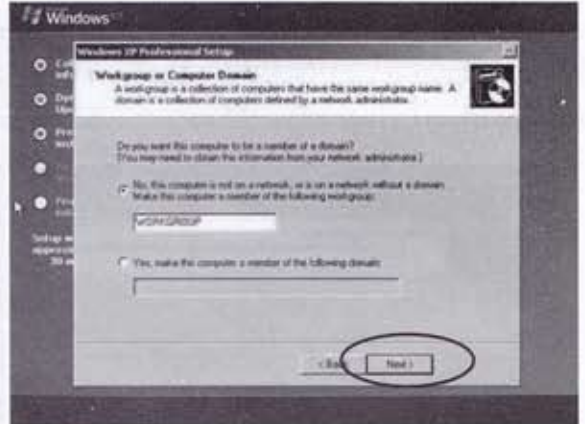 Windows
Windows XP Professional Setup
Workgroup or Computer Domain
A workgroup is a collection of computers that have the same workgroup name. A
domain is a collection of computers defined by a network administrator.
Do you want this computer to be a member of a domain?
(You may need to obtain this information from your network administrator.)
No, this computer is not on a network, or is on a network without a domain.
Make this computer a member of the following workgroup:
WORKGROUP
Yes, make this computer a member of the following domain:
< Back
Next >